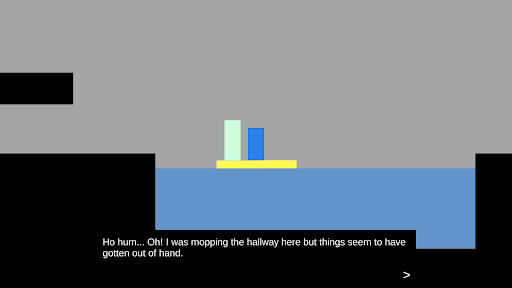 Ho hum... Oh! I was mopping the hallway here but things seem to have
gotten out of hand.
>